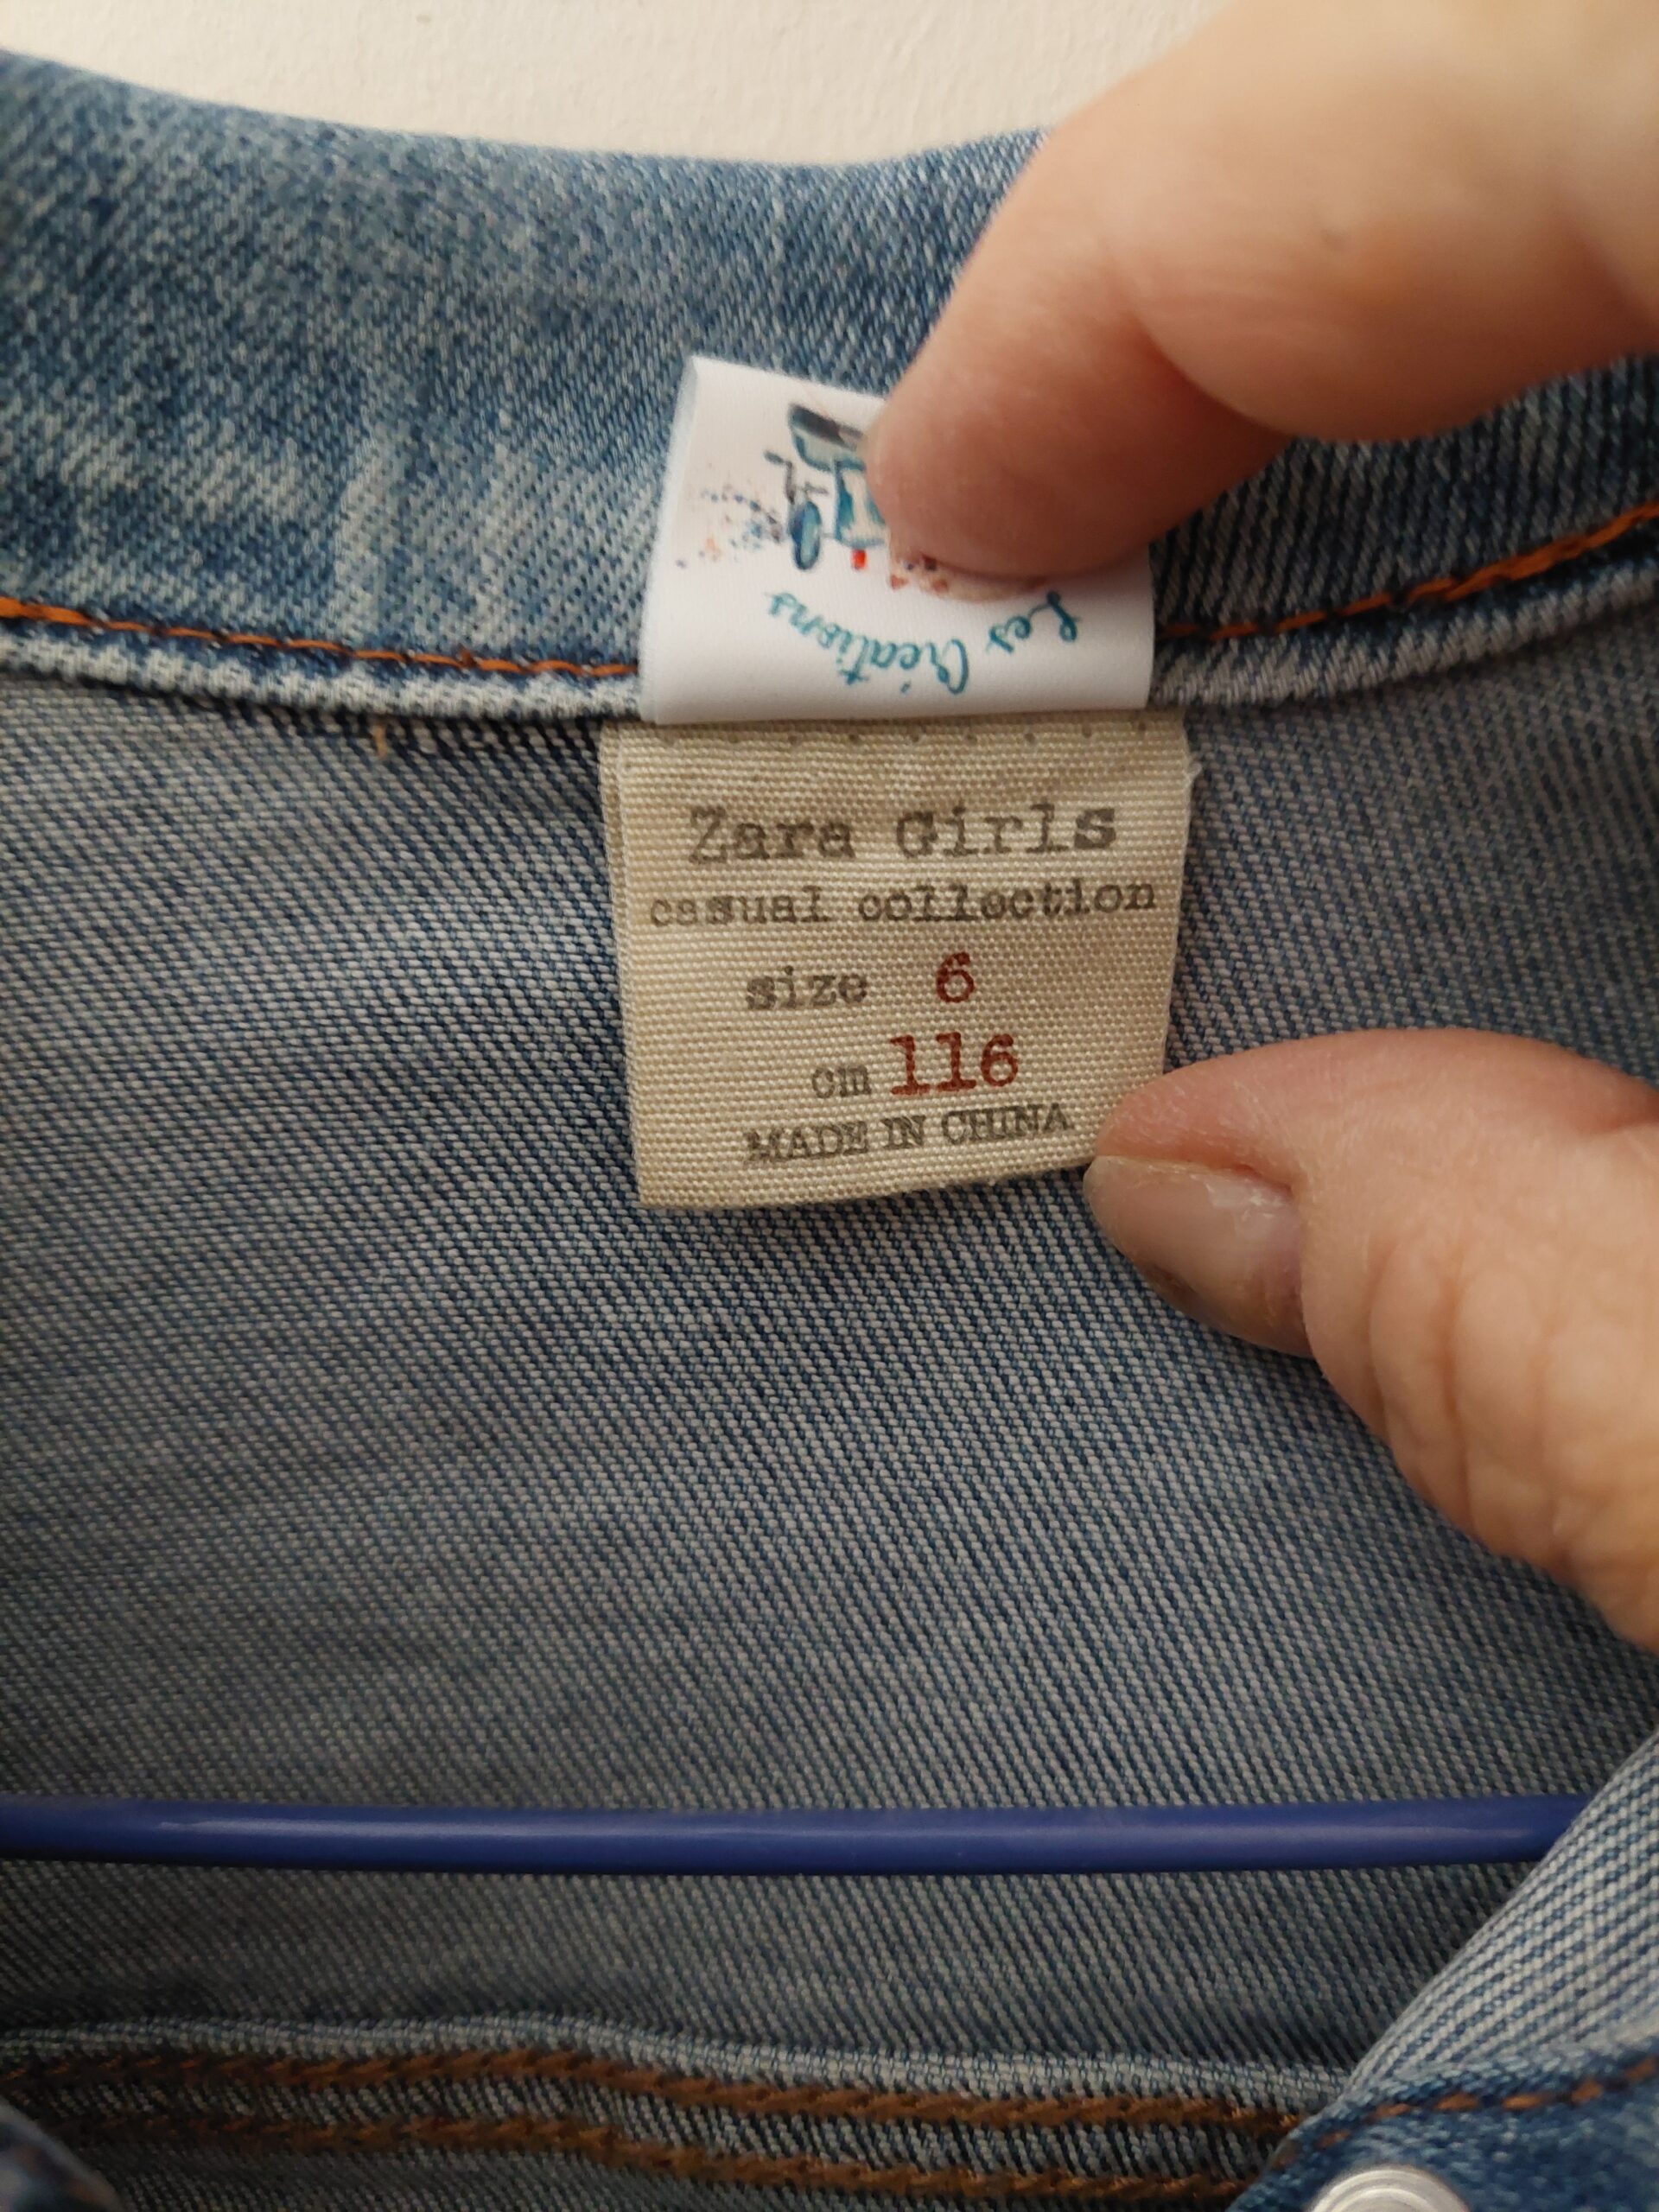 Les Créations
Zara Girls
casual collection
size 6
cm 116
MADE IN CHINA